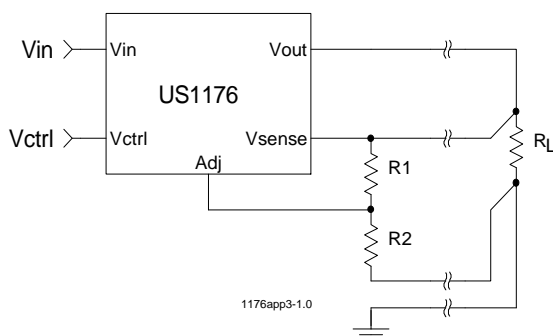 Vin Vin Vout
US1176
Vctrl Vctrl Vsense
Adj
R1
RL
R2
1176app3-1.0